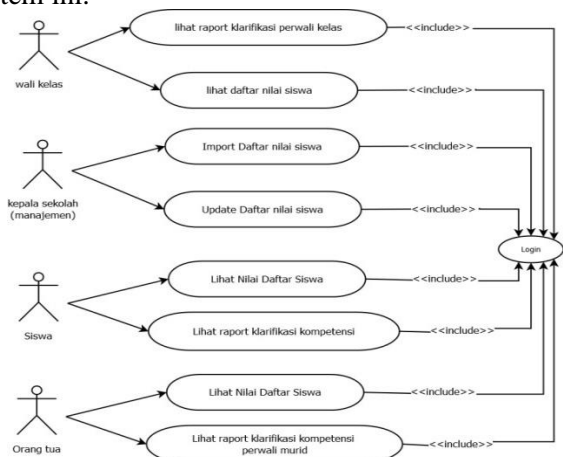 tem ini.
lihat raport klarifikasi perwali kelas
<<include>>
wali kelas
lihat daftar nilai siswa
<<include>>
Import Daftar nilai siswa
<<include>>
kepala sekolah
(manajemen)
Update Daftar nilai siswa
<<include>>
Login
Lihat Nilai Daftar Siswa
<<include>>
Siswa
Lihat raport klarifikasi kompetensi
<<include>>
Lihat Nilai Daftar Siswa
<<include>>
Orang tua
Lihat raport klarifikasi kompetensi
perwali murid
<<include>>